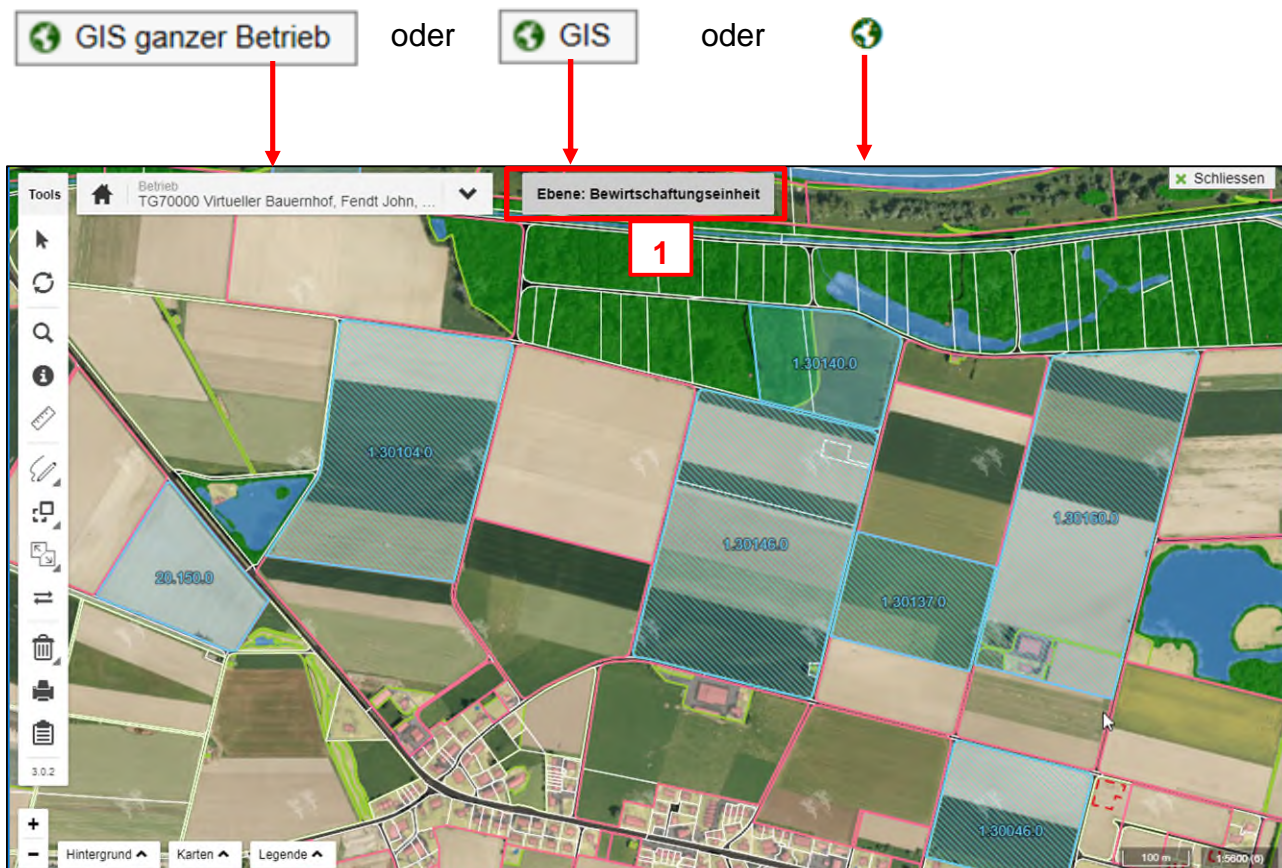 GIS ganzer Betrieb oder GIS oder
Tools
Betrieb
TG70000 Virtueller Bauernhof, Fendt John, ...
Ebene: Bewirtschaftungseinheit
Schliessen
1
1.30140.0
1.30104.0
1.30160.0
1.30146.0
20.150.0
1.30137.0
3.0.2
1.30046.0
+
−
Hintergrund
Karten
Legende
100 m
1:5600 (6)